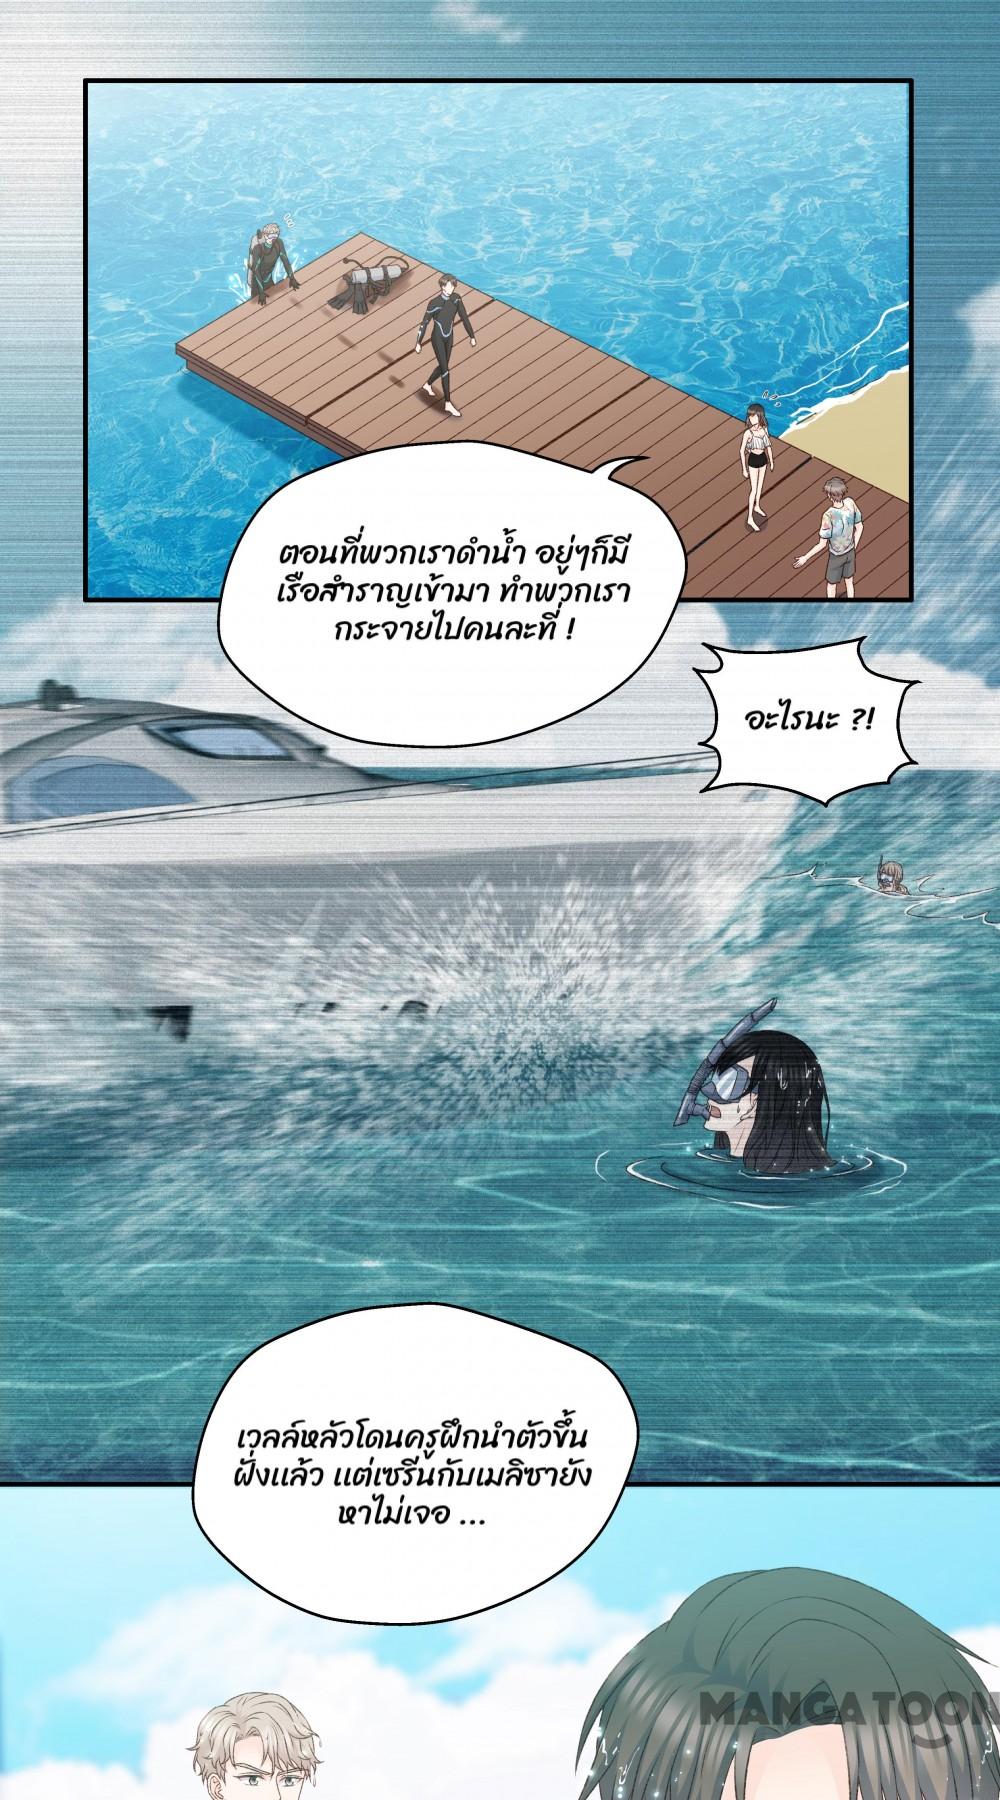 ตอนที่พวกเราดำน้ำ อยู่ๆก็มี
เรือสำราญเข้ามา ทำพวกเรา
กระจายไปคนละที่ !
อะไรนะ ?!
เวลล์หลัวโดนครูฝึกนำตัวขึ้น
ฝั่งแล้ว แต่เซรีนกับเมลิซายัง
หาไม่เจอ ...
MANGATOON